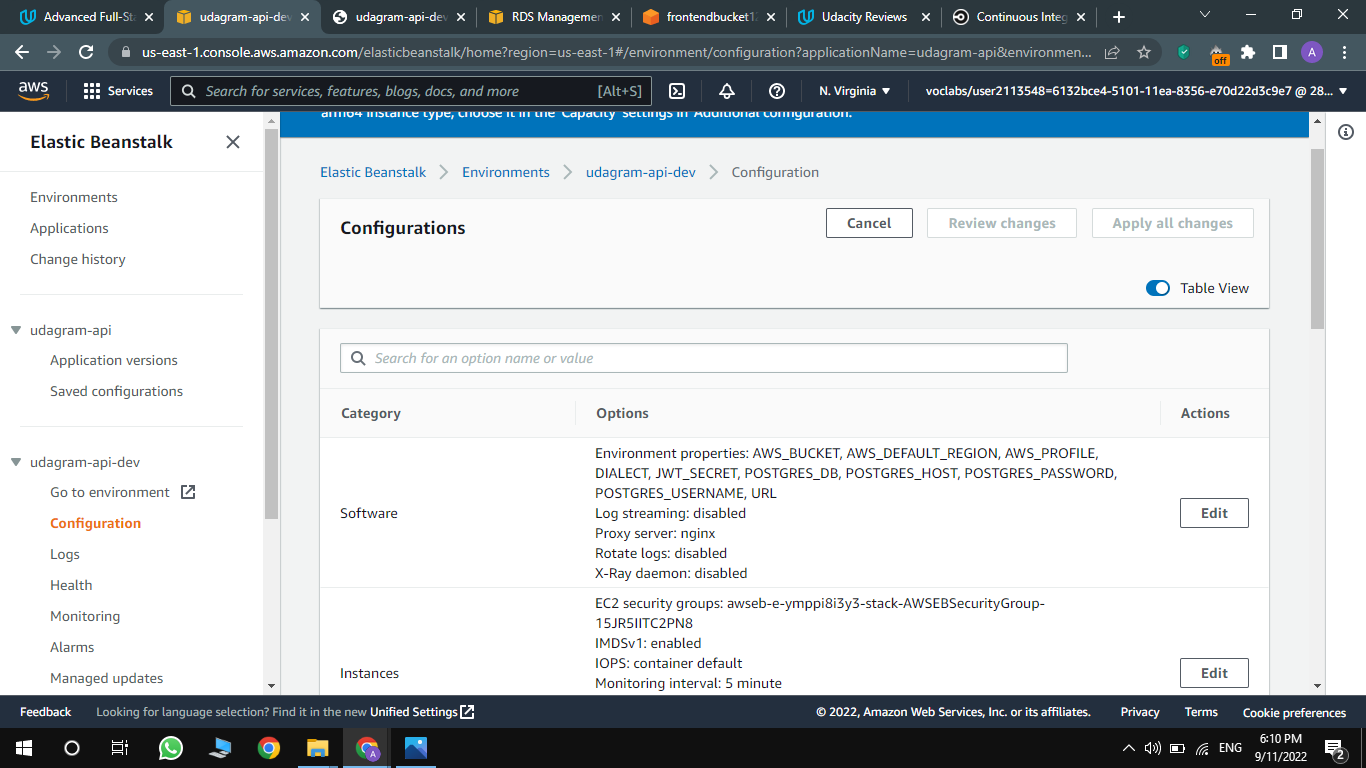 Advanced Full-Sta
udagram-api-dev
udagram-api-dev
RDS Managemen
frontendbucket12
Udacity Reviews
Continuous Integ
us-east-1.console.aws.amazon.com/elasticbeanstalk/home?region=us-east-1#/environment/configuration?applicationName=udagram-api&environmen...
off
A
aws
Services
Search for services, features, blogs, docs, and more
[Alt+S]
N. Virginia
voclabs/user2113548=6132bce4-5101-11ea-8356-e70d22d3c9e7 @ 28...
arm64 instance type, choose it in the 'Capacity' settings in 'Additional configuration.'
Elastic Beanstalk
Environments
Applications
Change history
udagram-api
Application versions
Saved configurations
udagram-api-dev
Go to environment
Configuration
Logs
Health
Monitoring
Alarms
Managed updates
Elastic Beanstalk
Environments
udagram-api-dev
Configuration
Configurations
Cancel
Review changes
Apply all changes
Table View
Search for an option name or value
Category
Options
Actions
Software
Environment properties: AWS_BUCKET, AWS_DEFAULT_REGION, AWS_PROFILE,
DIALECT, JWT_SECRET, POSTGRES_DB, POSTGRES_HOST, POSTGRES_PASSWORD,
POSTGRES_USERNAME, URL
Log streaming: disabled
Proxy server: nginx
Rotate logs: disabled
X-Ray daemon: disabled
Edit
Instances
EC2 security groups: awseb-e-ymppi8i3y3-stack-AWSEBSecurityGroup-
15JR5IITC2PN8
IMDSv1: enabled
IOPS: container default
Monitoring interval: 5 minute
Edit
Feedback
Looking for language selection? Find it in the new Unified Settings
© 2022, Amazon Web Services, Inc. or its affiliates.
Privacy
Terms
Cookie preferences
A
ENG
6:10 PM
9/11/2022
2